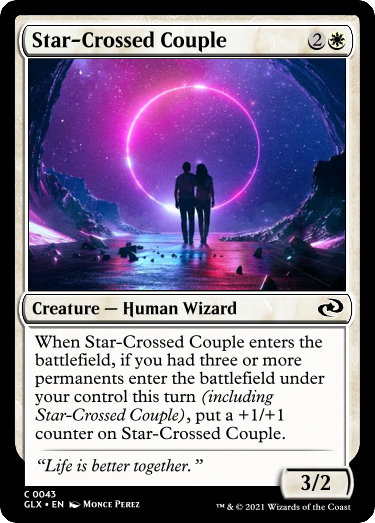 Star-Crossed Couple 2
Creature — Human Wizard
When Star-Crossed Couple enters the
battlefield, if you had three or more
permanents enter the battlefield under
your control this turn (including
Star-Crossed Couple), put a +1/+1
counter on Star-Crossed Couple.
“Life is better together.”
3/2
C 0043
GLX • EN Monce Perez
™ & © 2021 Wizards of the Coast